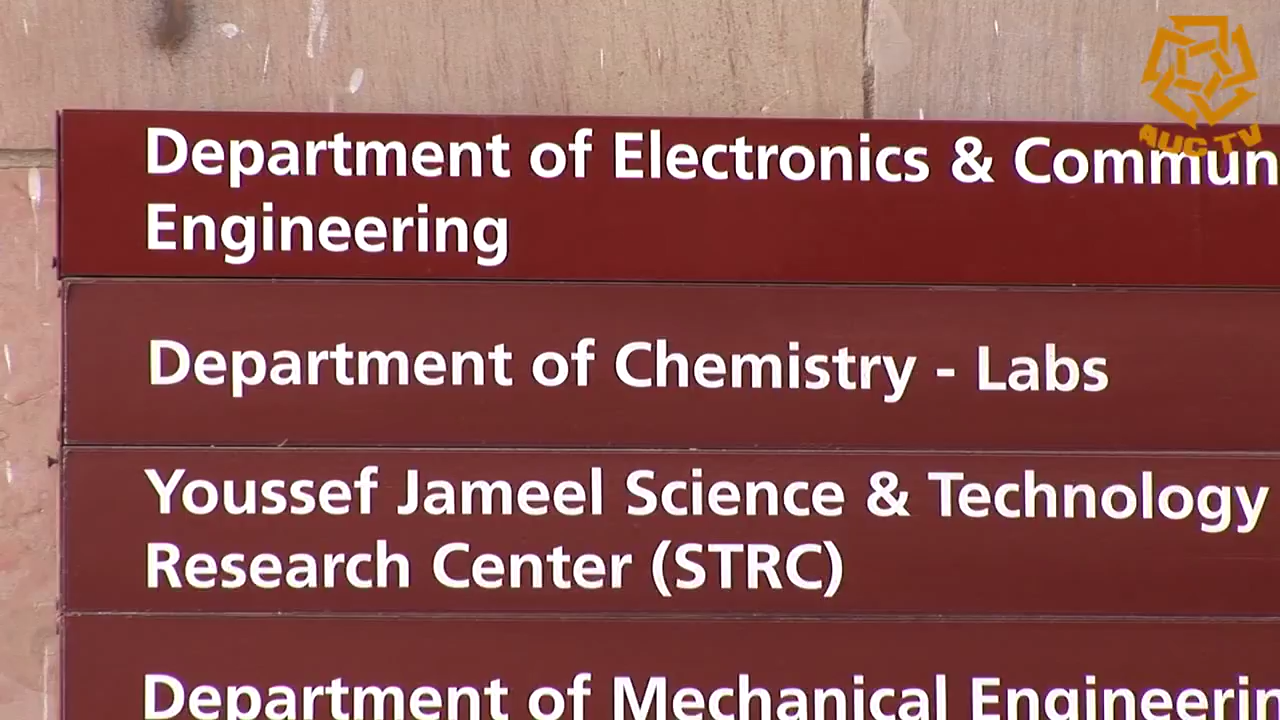 AUC TV
Department of Electronics & Commun
Engineering
Department of Chemistry - Labs
Youssef Jameel Science & Technology
Research Center (STRC)
Department of Mechanical Engineerin